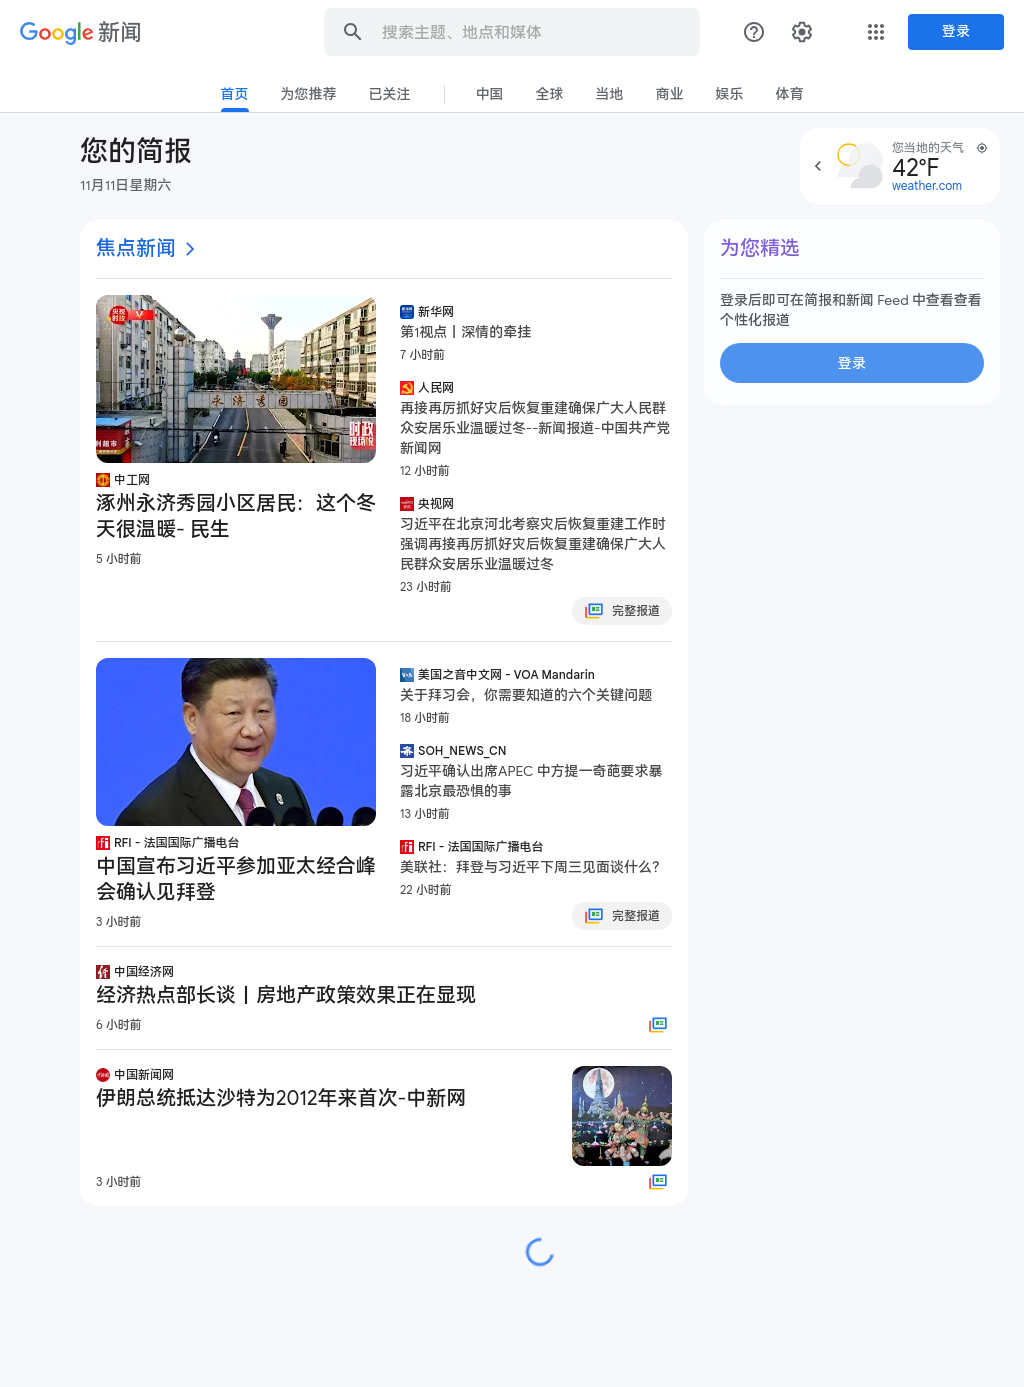 Google 新闻
搜索主题、地点和媒体
登录
首页
为您推荐
已关注
中国
全球
当地
商业
娱乐
体育
您的简报
11月11日星期六
您当地的天气
42°F
weather.com
焦点新闻
央视
时政
永济秀园
利超市
时政
现场说
中工网
涿州永济秀园小区居民：这个冬
天很温暖- 民生
5 小时前
新华网
第1视点丨深情的牵挂
7 小时前
人民网
再接再厉抓好灾后恢复重建确保广大人民群
众安居乐业温暖过冬--新闻报道-中国共产党
新闻网
12 小时前
央视网
习近平在北京河北考察灾后恢复重建工作时
强调再接再厉抓好灾后恢复重建确保广大人
民群众安居乐业温暖过冬
23 小时前
完整报道
RFI - 法国国际广播电台
中国宣布习近平参加亚太经合峰
会确认见拜登
3 小时前
VOA
美国之音中文网 - VOA Mandarin
关于拜习会，你需要知道的六个关键问题
18 小时前
SOH_NEWS_CN
习近平确认出席APEC 中方提一奇葩要求暴
露北京最恐惧的事
13 小时前
RFI - 法国国际广播电台
美联社：拜登与习近平下周三见面谈什么？
22 小时前
完整报道
中国经济网
经济热点部长谈丨房地产政策效果正在显现
6 小时前
中国新闻网
伊朗总统抵达沙特为2012年来首次-中新网
3 小时前
为您精选
登录后即可在简报和新闻 Feed 中查看查看
个性化报道
登录